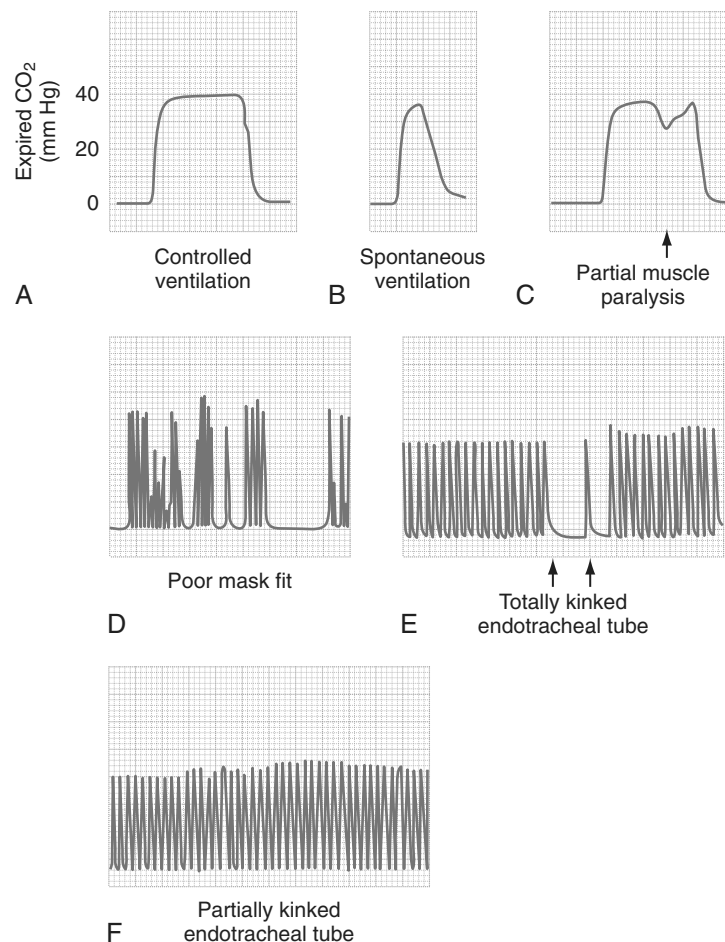 Expired CO2
(mm Hg)
40
20
0
Controlled
ventilation
A
Spontaneous
ventilation
B
Partial muscle
paralysis
C
Poor mask fit
D
Totally kinked
endotracheal tube
E
Partially kinked
endotracheal tube
F